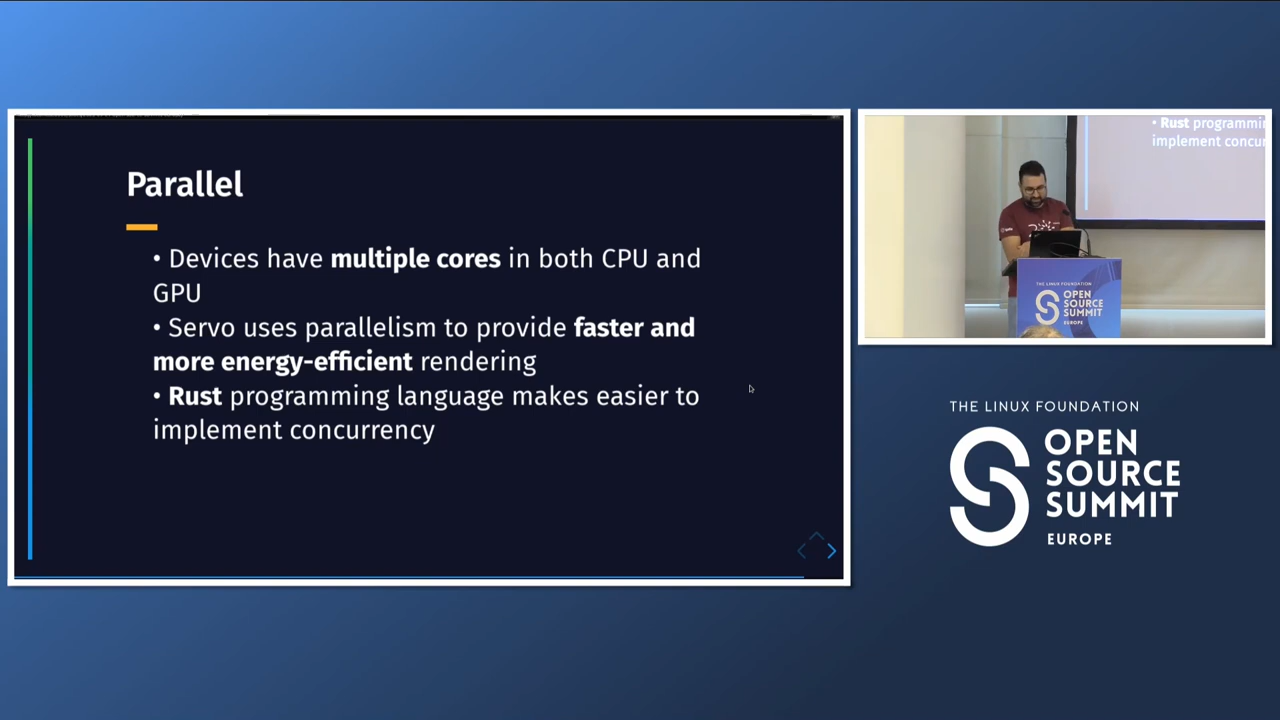 Parallel
• Devices have multiple cores in both CPU and
GPU
• Servo uses parallelism to provide faster and
more energy-efficient rendering
• Rust programming language makes easier to
implement concurrency
• Rust programmi
implement concur
THE LINUX FOUNDATION
OPEN
SOURCE
SUMMIT
EUROPE
THE LINUX FOUNDATION
OPEN
SOURCE
SUMMIT
EUROPE